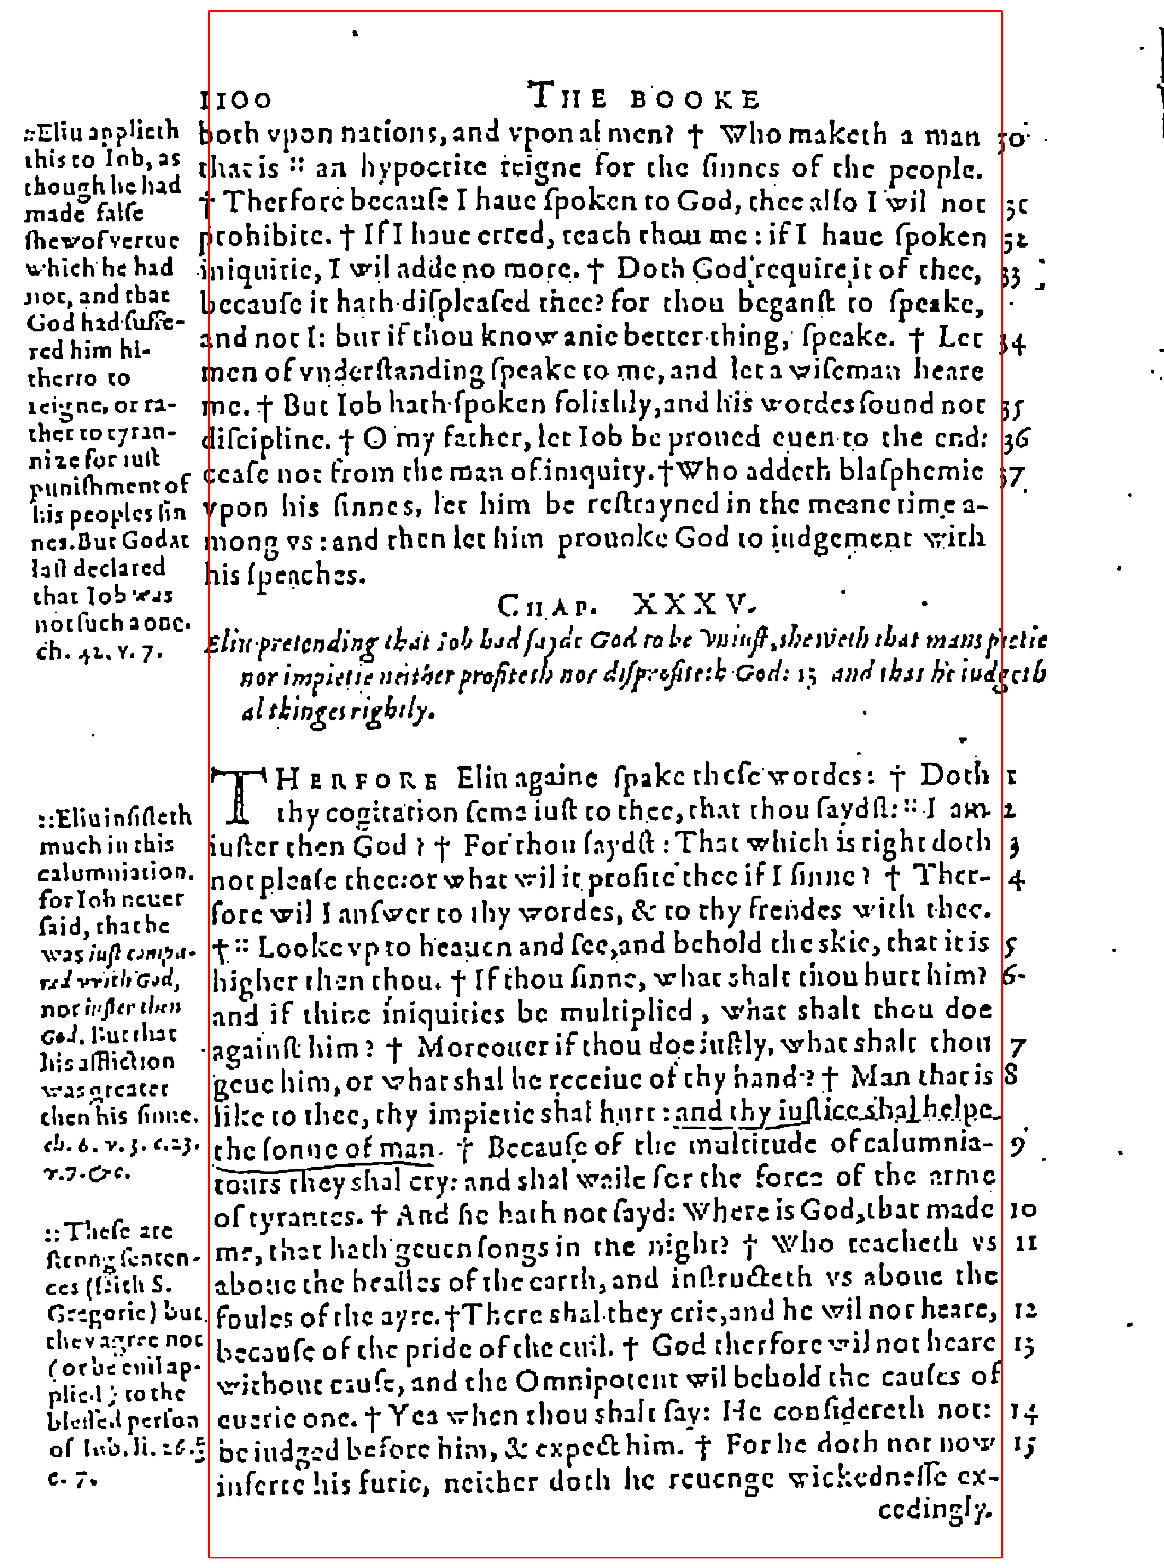 1100 THE BOOKE
both vpon nations, and vpon al men? † Who maketh a man 30
that is :: an hypocrite reigne for the ſinnes of the people.
† Therfore becauſe I haue ſpoken to God, thee alſo I wil not 31
prohibite. † If I haue erred, teach thou me: if I haue ſpoken 32
iniquitie, I wil adde no more. † Doth God require it of thee, 33
becauſe it hath diſpleaſed thee? for thou beganſt to ſpeake,
and not I: but if thou know anie better thing, ſpeake. † Let 34
men of vnderſtanding ſpeake to me, and let a wiſeman heare
me. † But Iob hath ſpoken foliſhly, and his wordes ſound not 35
diſcipline. † O my father, let Iob be proued euen to the end: 36
ceaſe not from the man of iniquity. † Who addeth blaſphemie 37
vpon his ſinnes, let him be reſtrayned in the meane time a-
mong vs: and then let him prouoke God to iudgement with
his ſpeaches.
::Eliu applieth
this to Iob, as
though he had
made falſe
ſhew of vertue
which he had
not, and that
God had ſuffe-
red him hi-
therto to
reigne, or ra-
ther to tyran-
nize for iuſt
puniſhment of
his peoples ſin
nes. But God at
laſt declared
that Iob was
not ſuch a one.
ch. 42. v. 7.
CHAP. XXXV.
Eliu pretending that Iob had ſayde God to be vniuſt, sheweth that mans pietie
nor impietie neither profiteth nor diſprofiteth God: 13 and that he iudgeth
al thinges rightly.
THERFORE Eliu againe ſpake theſe wordes: † Doth 1
thy cogitation ſeme iuſt to thee, that thou ſaydſt: :: I am 2
iuſter then God? † For thou ſaydſt: That which is right doth 3
not pleaſe thee: or what wil it profite thee if I ſinne? † Ther- 4
fore wil I anſwer to thy wordes, & to thy frendes with thee.
† :: Looke vp to heauen and ſee, and behold the skie, that it is 5
higher then thou. † If thou ſinne, what shalt thou hurt him? 6
and if thine iniquities be multiplied, what shalt thou doe
againſt him? † Moreouer if thou doe iuſtly, what shalt thou 7
geue him, or what shal he receiue of thy hand? † Man that is 8
like to thee, thy impietie shal hurt: and thy iuſtice shal helpe
the ſonne of man. † Becauſe of the multitude of calumnia- 9
tours they shal cry: and shal waile for the force of the arme
of tyrantes. † And he hath not ſayd: Where is God, that made 10
me, that hath geuen ſongs in the night? † Who teacheth vs 11
aboue the beaſtes of the earth, and inſtructeth vs aboue the
foules of the ayre. † There shal they crie, and he wil not heare, 12
becauſe of the pride of the euil. † God therfore wil not heare 13
without cauſe, and the Omnipotent wil behold the cauſes of
euerie one. † Yea when thou shalt ſay: He conſidereth not: 14
be iudged before him, & expect him. † For he doth not now 15
inferre his furie, neither doth he reuenge wickedneſſe ex-
cedingly.
::Eliu inſiſteth
much in this
calumniation.
for Iob neuer
ſaid, that he
was iuſt compa-
red with God,
nor iuſter then
God. But that
his affliction
was greater
then his ſinne.
ch. 6. v. 3. c. 23.
v. 7. &c.
::Theſe are
ſtrong ſenten-
ces (ſaith S.
Gregorie) but
they agree not
(or be euil ap-
plied) to the
bleſſed perſon
of Iob. li. 26.
c. 7.